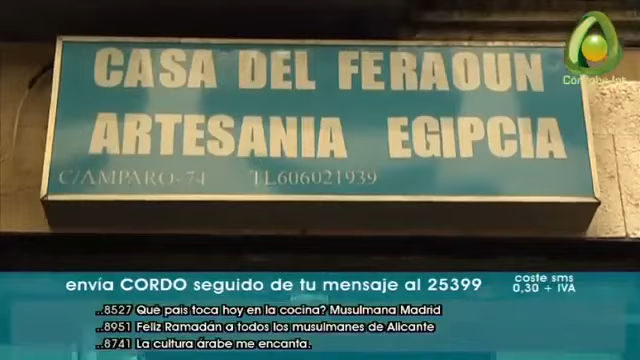 CASA DEL FERAOUN
ARTESANIA EGIPCIA
C/AMPARO-74 TL606021939
envía CORDO seguido de tu mensaje al 25399
coste sms
0,30 + IVA
..8527 Qué país toca hoy en la cocina? Musulmana Madrid
..8951 Feliz Ramadán a todos los musulmanes de Alicante
..8741 La cultura árabe me encanta.